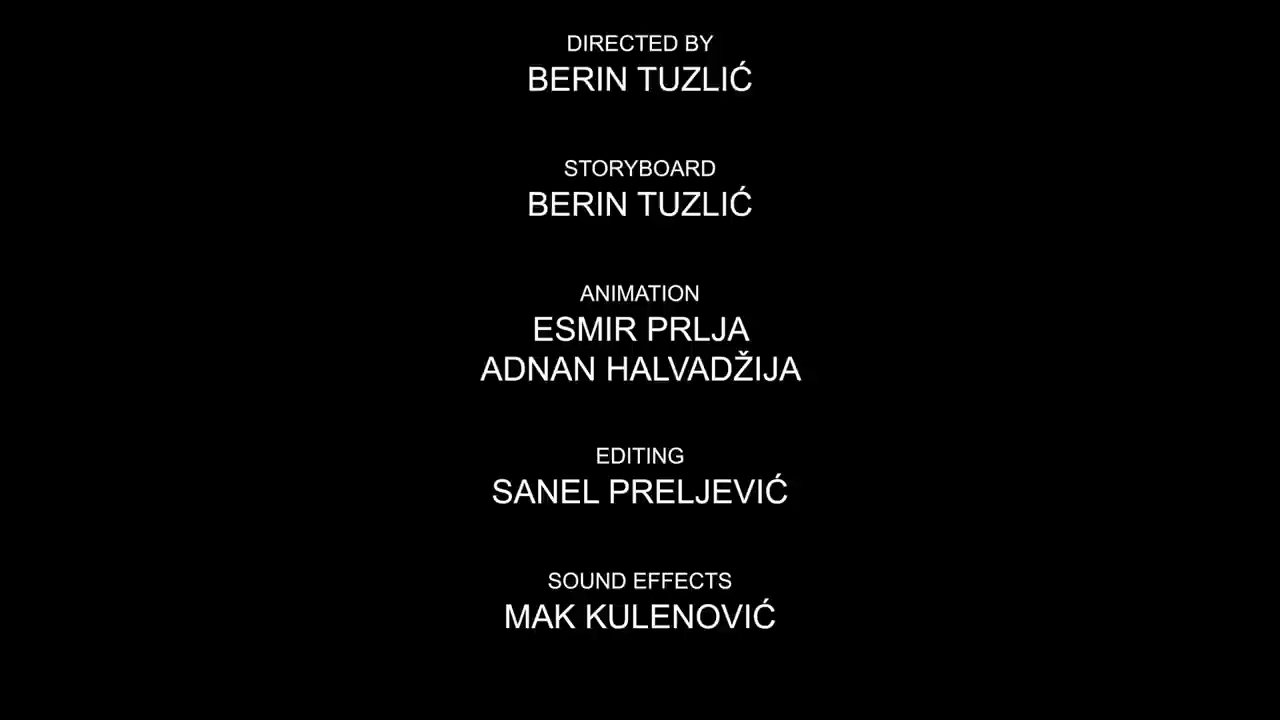 DIRECTED BY
BERIN TUZLIĆ
STORYBOARD
BERIN TUZLIĆ
ANIMATION
ESMIR PRLJA
ADNAN HALVADŽIJA
EDITING
SANEL PRELJEVIĆ
SOUND EFFECTS
MAK KULENOVIĆ